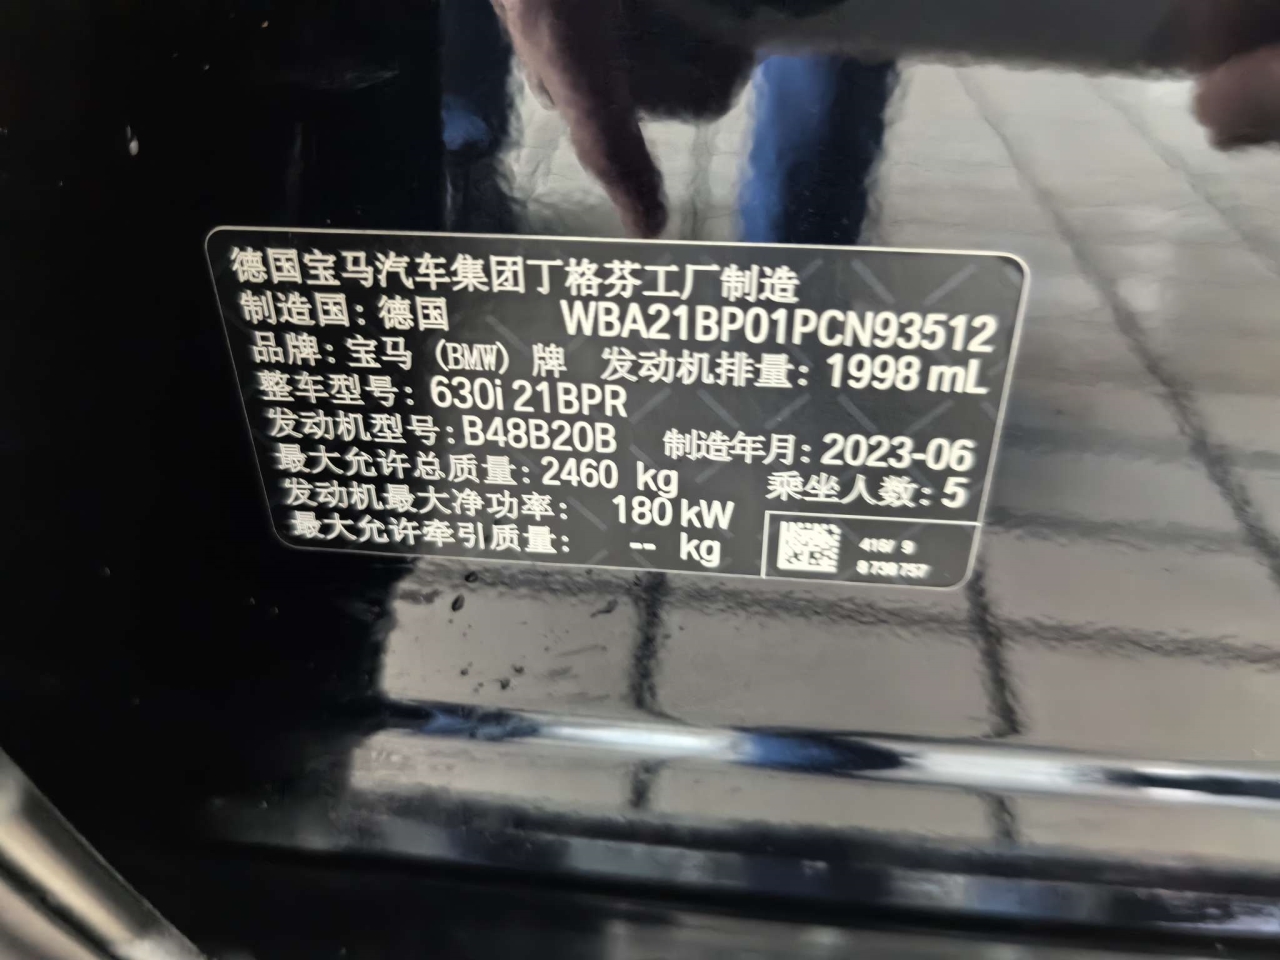 德国宝马汽车集团丁格芬工厂制造
制造国：德国 WBA21BP01PCN93512
品牌：宝马（BMW）牌 发动机排量：1998 mL
整车型号：630i 21BPR
发动机型号：B48B20B 制造年月：2023-06
最大允许总质量：2460 kg 乘坐人数：5
发动机最大净功率： 180 kW
最大允许牵引质量： -- kg
416/ 9
8738757